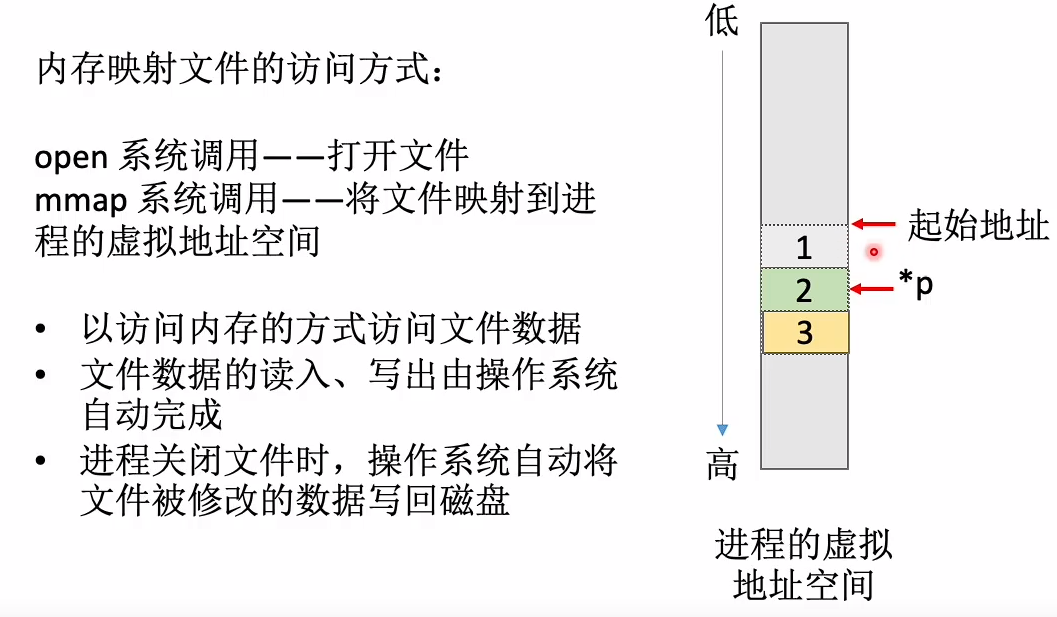 内存映射文件的访问方式：
open 系统调用——打开文件
mmap 系统调用——将文件映射到进
程的虚拟地址空间
• 以访问内存的方式访问文件数据
• 文件数据的读入、写出由操作系统
自动完成
• 进程关闭文件时，操作系统自动将
文件被修改的数据写回磁盘
低
起始地址
1
2
*p
3
高
进程的虚拟
地址空间